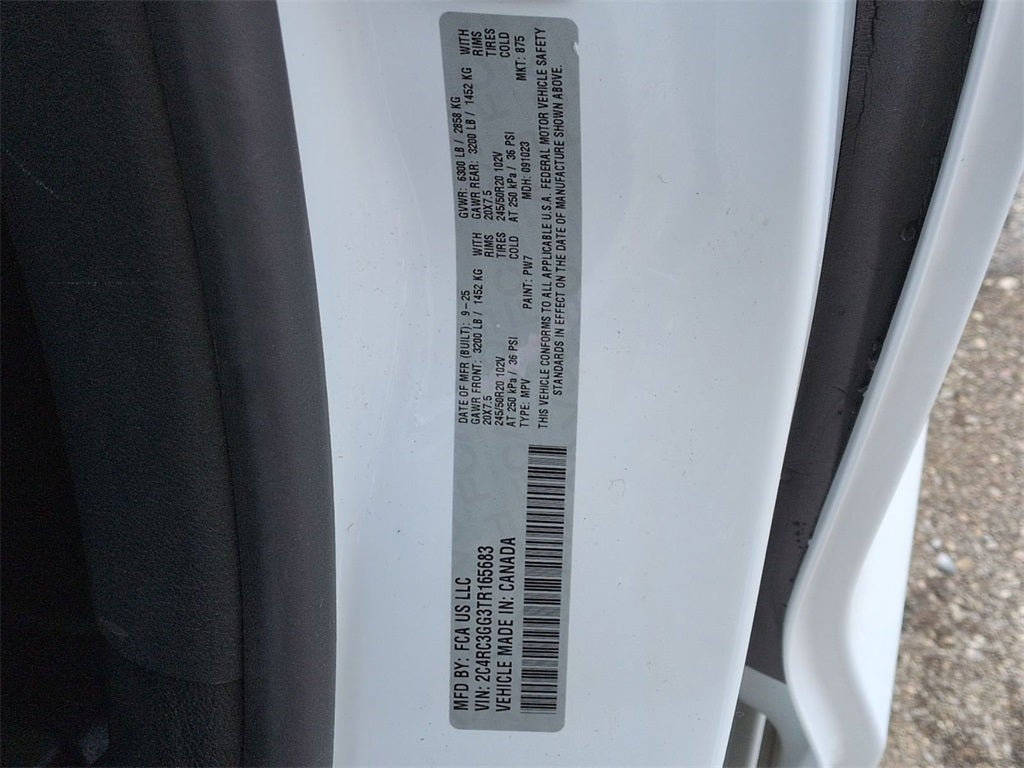 MFD BY: FCA US LLC
VIN: 2C4RC3GG3TR165683
VEHICLE MADE IN: CANADA
DATE OF MFR (BUILT): 9-25
GAWR FRONT: 3200 LB / 1452 KG WITH
20X7.5 RIMS
245/50R20 102V TIRES
AT 250 kPa / 36 PSI COLD
TYPE: MPV
GVWR: 6300 LB / 2858 KG
GAWR REAR: 3200 LB / 1452 KG WITH
20X7.5 RIMS
245/50R20 102V TIRES
AT 250 kPa / 36 PSI COLD
PAINT: PW7 MDH: 091023 MKT: 875
THIS VEHICLE CONFORMS TO ALL APPLICABLE U.S.A. FEDERAL MOTOR VEHICLE SAFETY
STANDARDS IN EFFECT ON THE DATE OF MANUFACTURE SHOWN ABOVE.